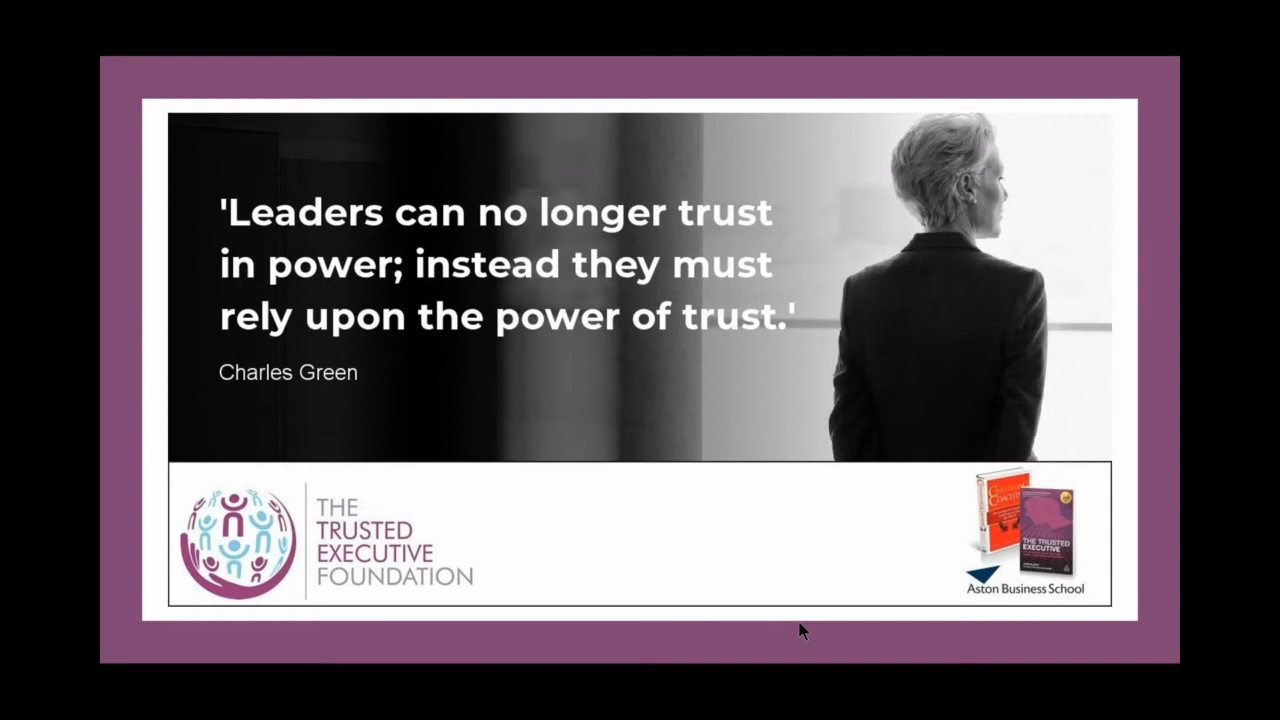 'Leaders can no longer trust
in power; instead they must
rely upon the power of trust.'
Charles Green
THE
TRUSTED
EXECUTIVE
FOUNDATION
THE TRUSTED
EXECUTIVE
Aston Business School